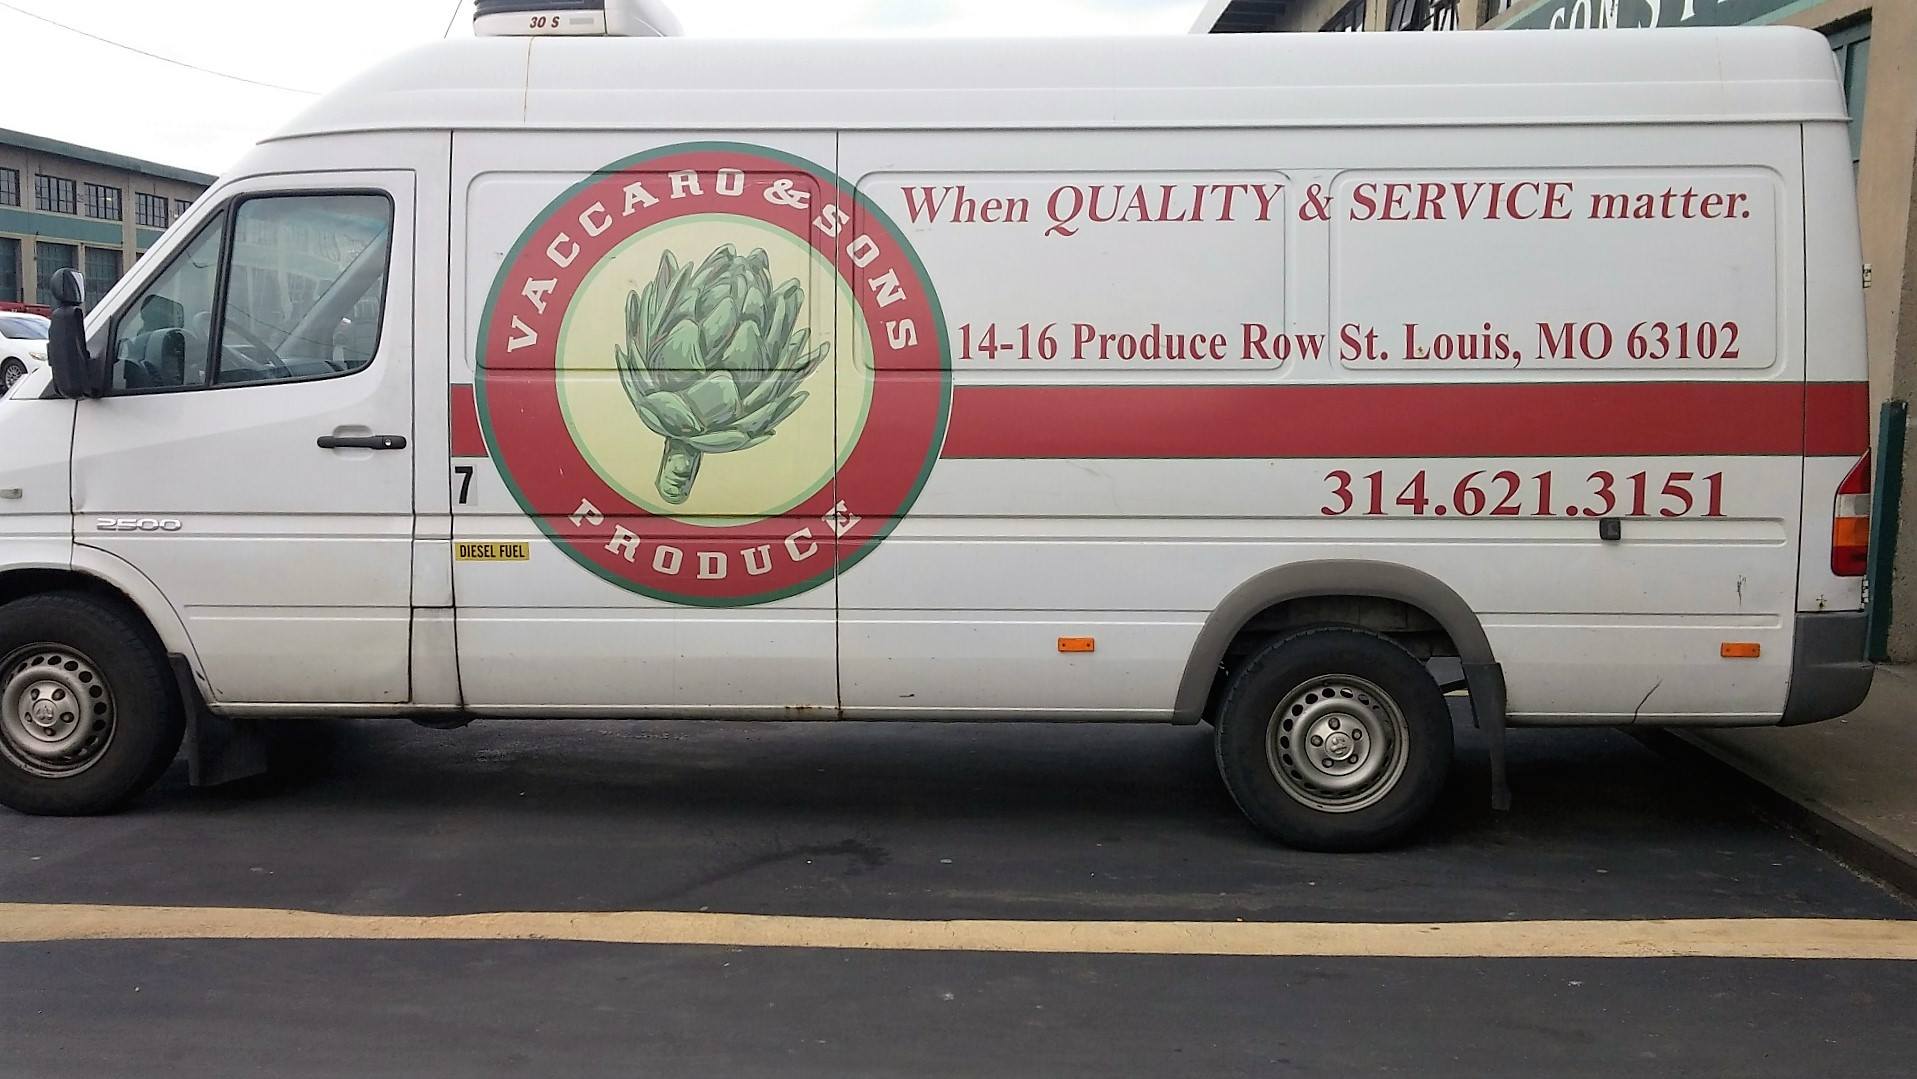 30 S
CONST
VACCARO & SONS
PRODUCE
When QUALITY & SERVICE matter.
14-16 Produce Row St. Louis, MO 63102
314.621.3151
7
2500
DIESEL FUEL